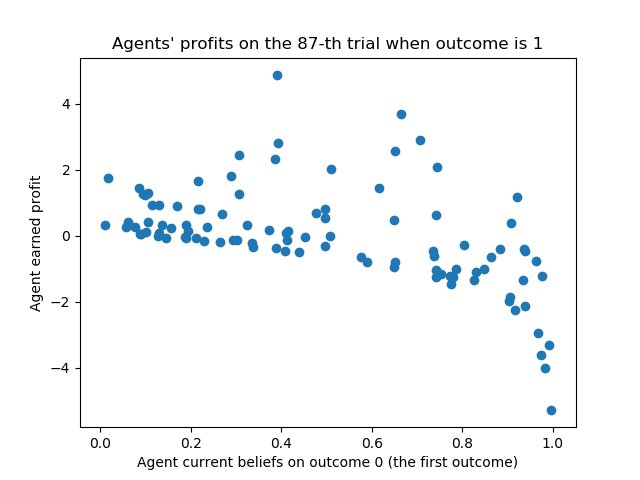 Agents' profits on the 87-th trial when outcome is 1
Agent earned profit
4
2
0
−2
−4
0.0 0.2 0.4 0.6 0.8 1.0
Agent current beliefs on outcome 0 (the first outcome)